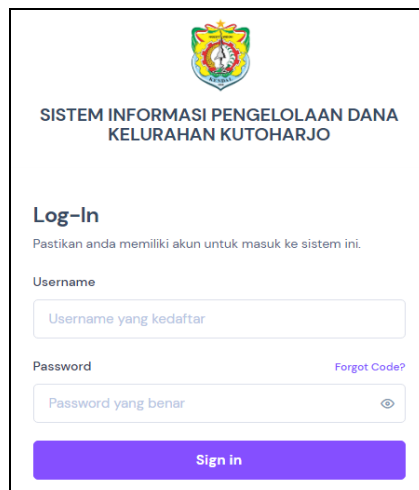 KENDAL
SISTEM INFORMASI PENGELOLAAN DANA
KELURAHAN KUTOHARJO
Log-In
Pastikan anda memiliki akun untuk masuk ke sistem ini.
Username
Username yang kedaftar
Password Forgot Code?
Password yang benar
Sign in